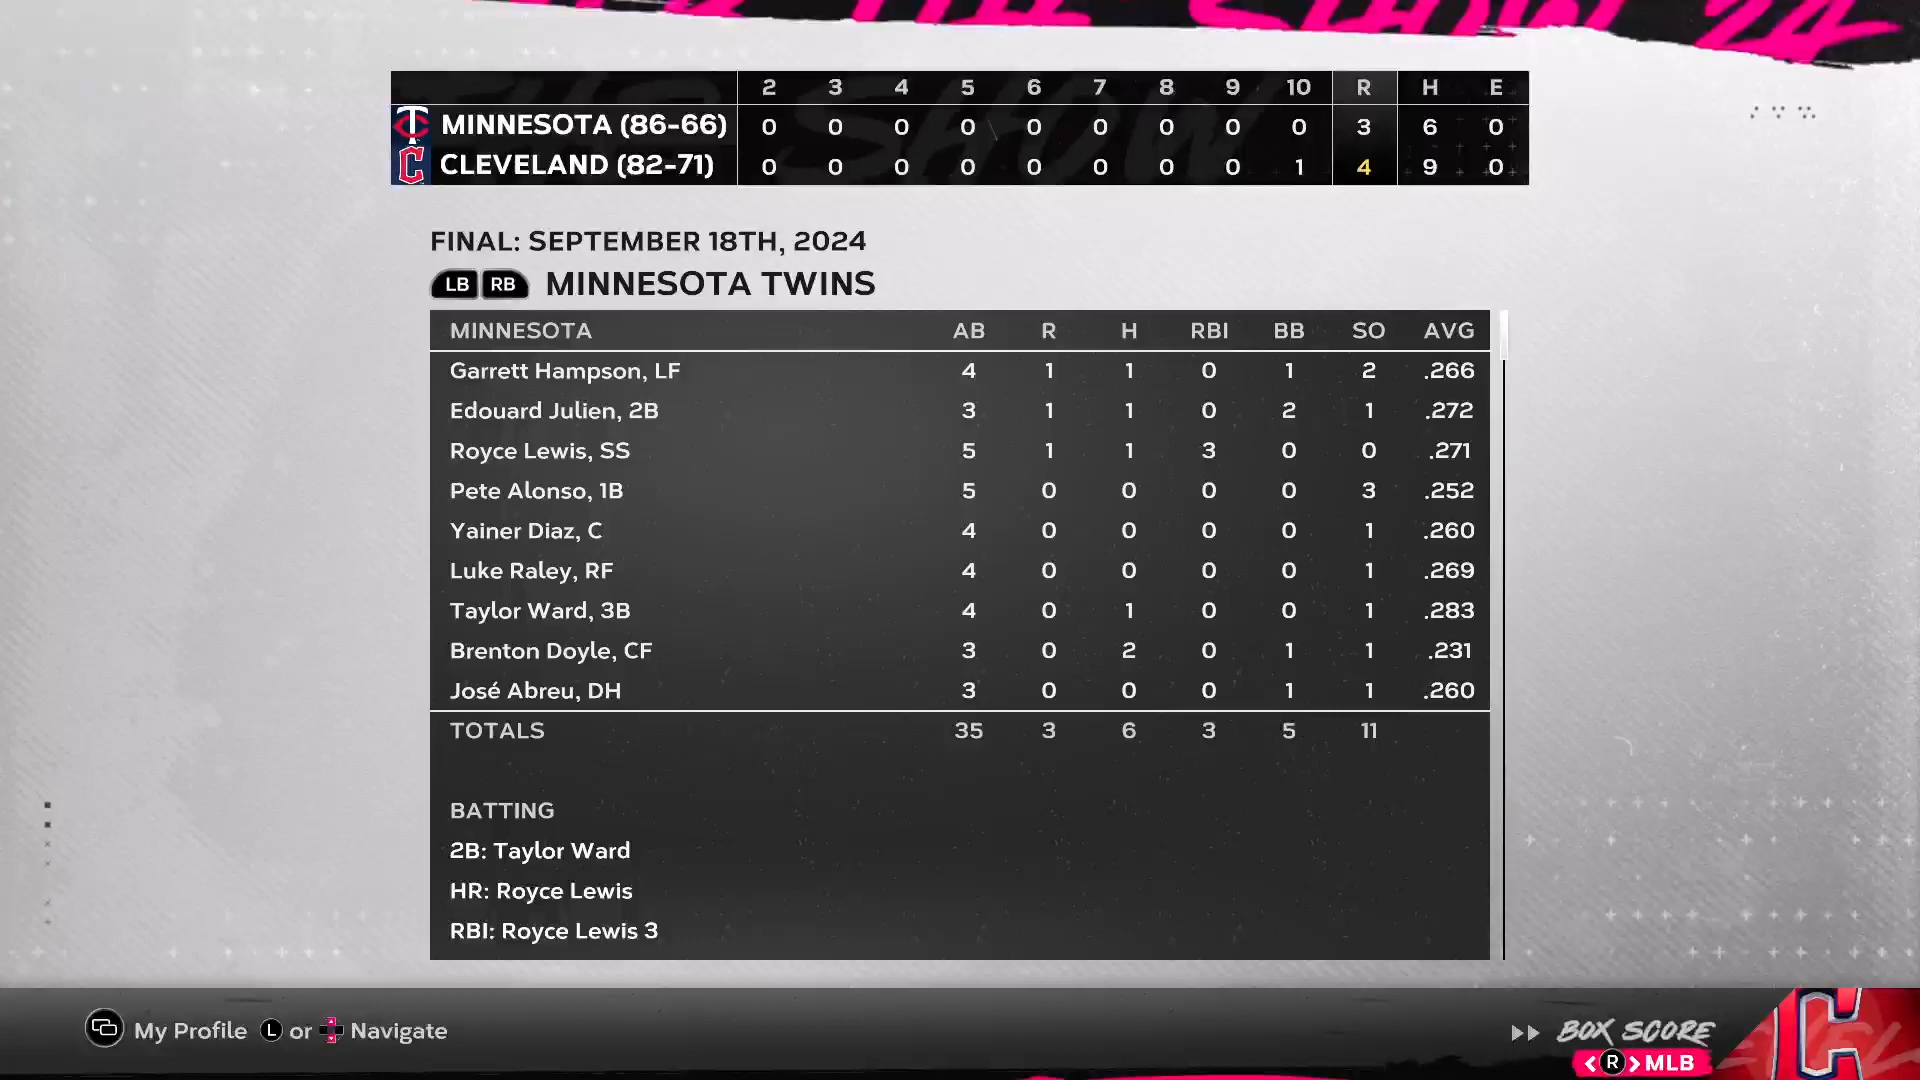 THE SHOW 24
2 3 4 5 6 7 8 9 10 R H E
MINNESOTA (86-66) 0 0 0 0 0 0 0 0 0 3 6 0
CLEVELAND (82-71) 0 0 0 0 0 0 0 0 1 4 9 0
FINAL: SEPTEMBER 18TH, 2024
LB RB MINNESOTA TWINS
MINNESOTA AB R H RBI BB SO AVG
Garrett Hampson, LF 4 1 1 0 1 2 .266
Edouard Julien, 2B 3 1 1 0 2 1 .272
Royce Lewis, SS 5 1 1 3 0 0 .271
Pete Alonso, 1B 5 0 0 0 0 3 .252
Yainer Diaz, C 4 0 0 0 0 1 .260
Luke Raley, RF 4 0 0 0 0 1 .269
Taylor Ward, 3B 4 0 1 0 0 1 .283
Brenton Doyle, CF 3 0 2 0 1 1 .231
José Abreu, DH 3 0 0 0 1 1 .260
TOTALS 35 3 6 3 5 11
BATTING
2B: Taylor Ward
HR: Royce Lewis
RBI: Royce Lewis 3
My Profile L or Navigate
BOX SCORE
R MLB